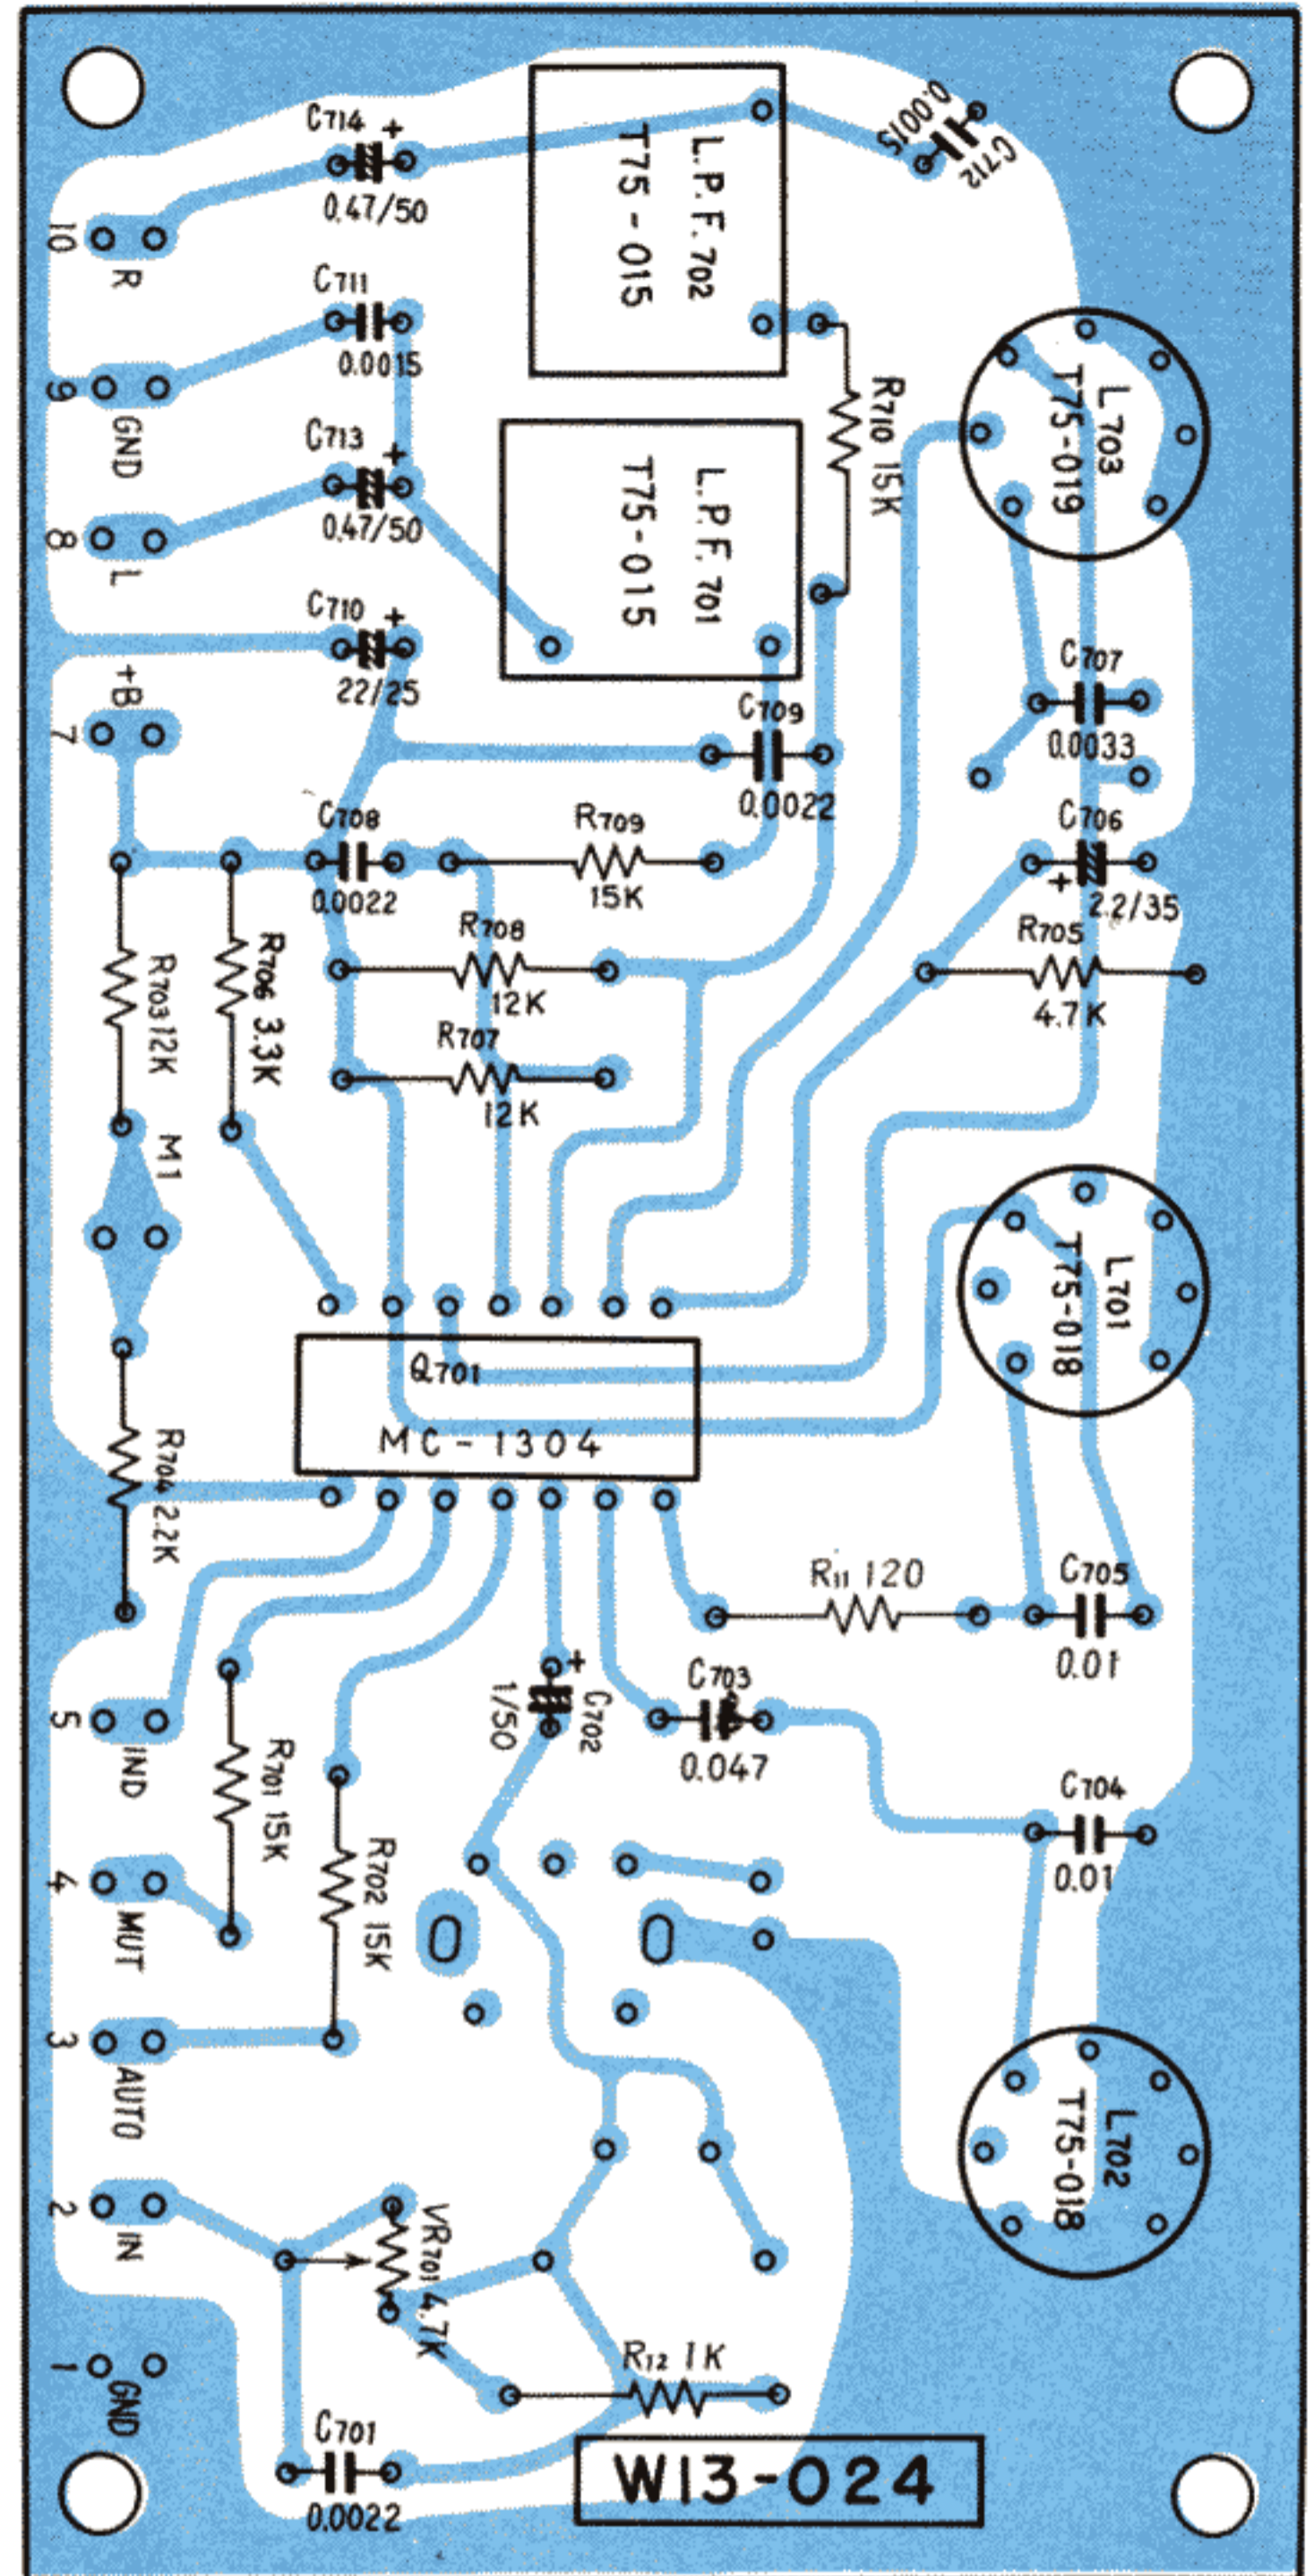 C714
+
0.47/50
0.0015
C712
L.P.F. 702
T75-015
10
R
C711
0.0015
9
GND
C713
+
0.47/50
R710 15K
L703
T75-019
L.P.F. 701
T75-015
8
L
C710
+
22/25
+B
7
C707
0.0033
C709
0.0022
C708
0.0022
R709
15K
C706
+
2.2/35
R708
12K
R705
4.7K
R703 12K
R706 3.3K
R707
12K
M1
L701
T75-018
Q701
MC-1304
R704 2.2K
R11 120
C705
0.01
+
C702
1/50
C703
0.047
5
IND
R701 15K
C704
0.01
4
MUT
R702 15K
3
AUTO
L702
T75-018
2
IN
VR701 4.7K
R12 1K
1
GND
C701
0.0022
W13-024